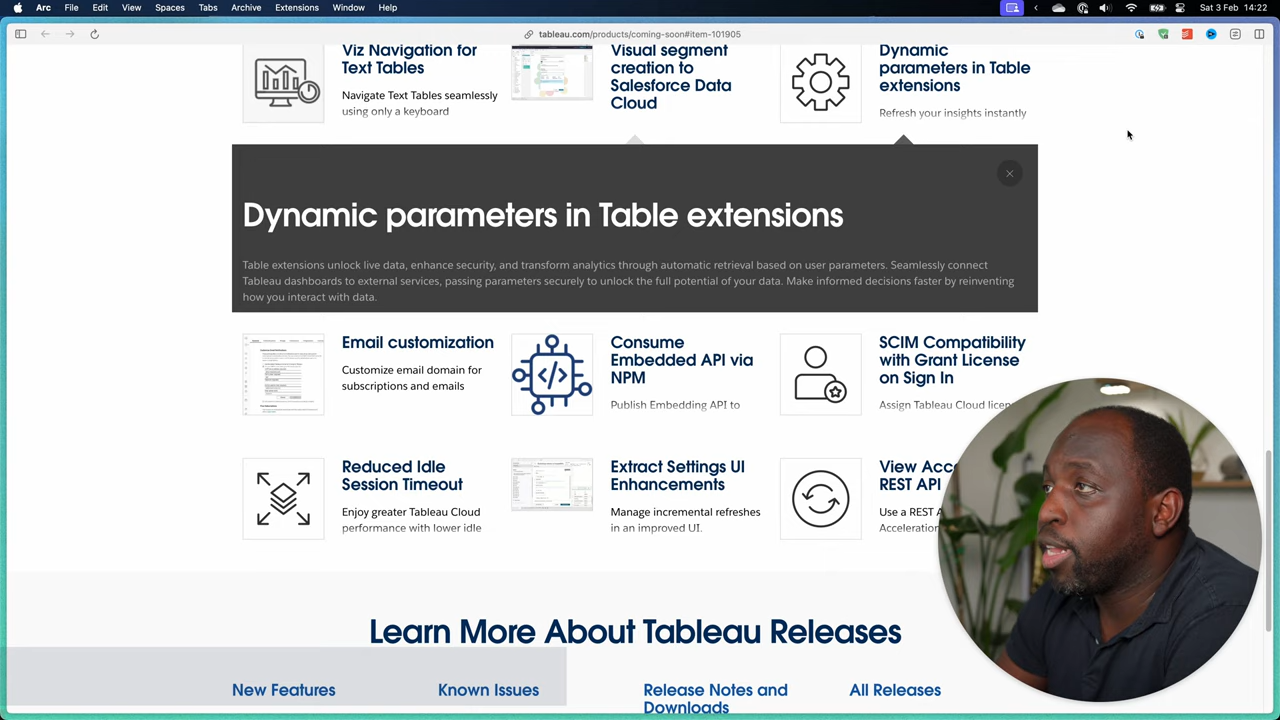 Arc File Edit View Spaces Tabs Archive Extensions Window Help Sat 3 Feb 14:22
tableau.com/products/coming-soon#item-101905
Viz Navigation for
Text Tables
Navigate Text Tables seamlessly
using only a keyboard
Visual segment
creation to
Salesforce Data
Cloud
Dynamic
parameters in Table
extensions
Refresh your insights instantly
Dynamic parameters in Table extensions
Table extensions unlock live data, enhance security, and transform analytics through automatic retrieval based on user parameters. Seamlessly connect
Tableau dashboards to external services, passing parameters securely to unlock the full potential of your data. Make informed decisions faster by reinventing
how you interact with data.
Email customization
Customize email domain for
subscriptions and emails
Consume
Embedded API via
NPM
Publish Embedding API to
SCIM Compatibility
with Grant License
on Sign In
Assign Tableau Cloud
Reduced Idle
Session Timeout
Enjoy greater Tableau Cloud
performance with lower idle
Extract Settings UI
Enhancements
Manage incremental refreshes
in an improved UI.
View
REST API
Use a REST
Acceleration
Learn More About Tableau Releases
New Features
Known Issues
Release Notes and
Downloads
All Releases